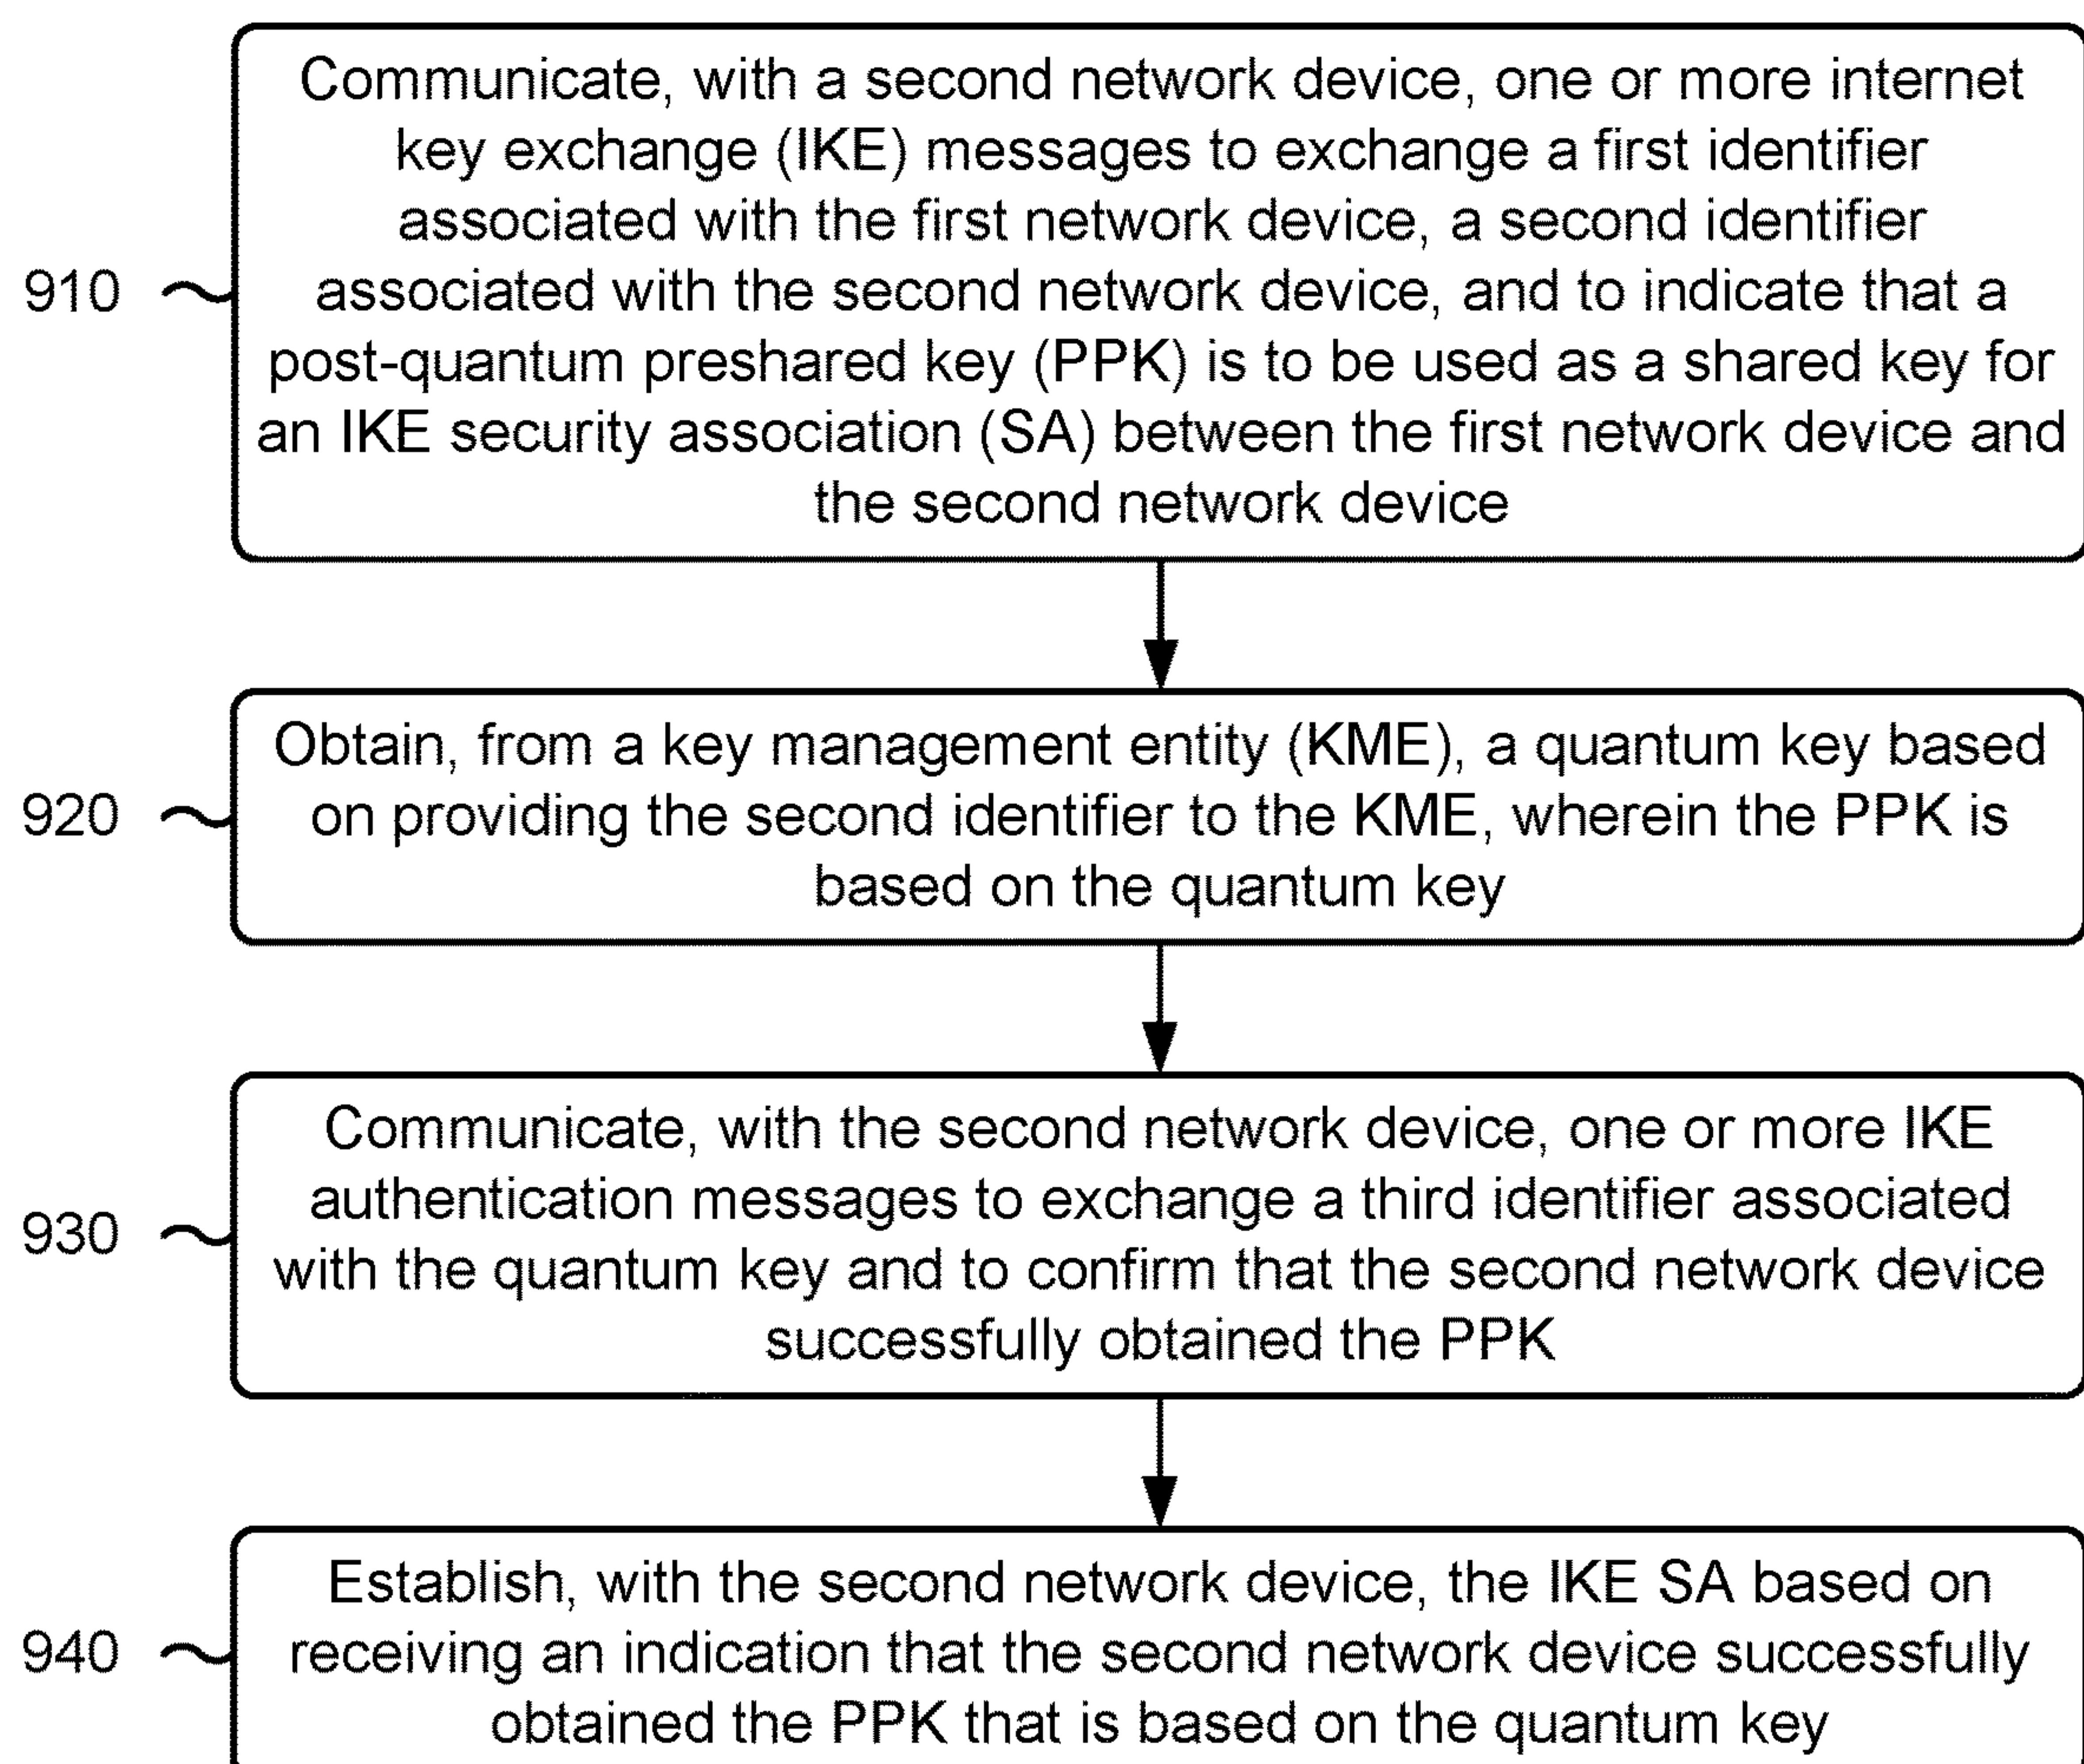 Communicate, with a second network device, one or more internet
key exchange (IKE) messages to exchange a first identifier
associated with the first network device, a second identifier
910
associated with the second network device, and to indicate that a
post-quantum preshared key (PPK) is to be used as a shared key for
an IKE security association (SA) between the first network device and
the second network device
Obtain, from a key management entity (KME), a quantum key based
920
on providing the second identifier to the KME, wherein the PPK is
based on the quantum key
Communicate, with the second network device, one or more IKE
authentication messages to exchange a third identifier associated
930
with the quantum key and to confirm that the second network device
successfully obtained the PPK
Establish, with the second network device, the IKE SA based on
940
receiving an indication that the second network device successfully
obtained the PPK that is based on the quantum key